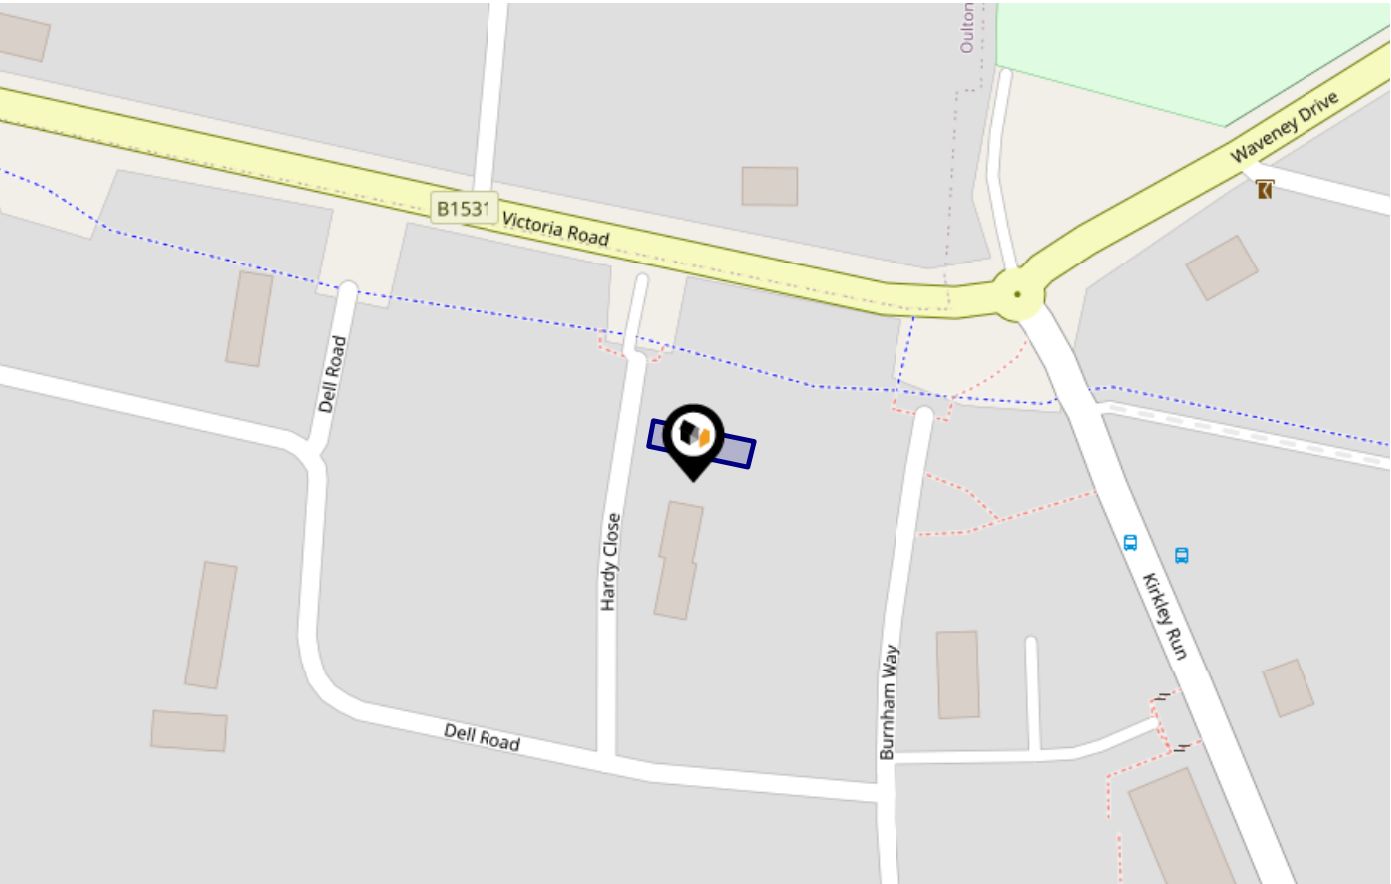 Oulton
Waveney Drive
B1531
Victoria Road
Dell Road
Hardy Close
Kirkley Run
Burnham Way
Dell Road